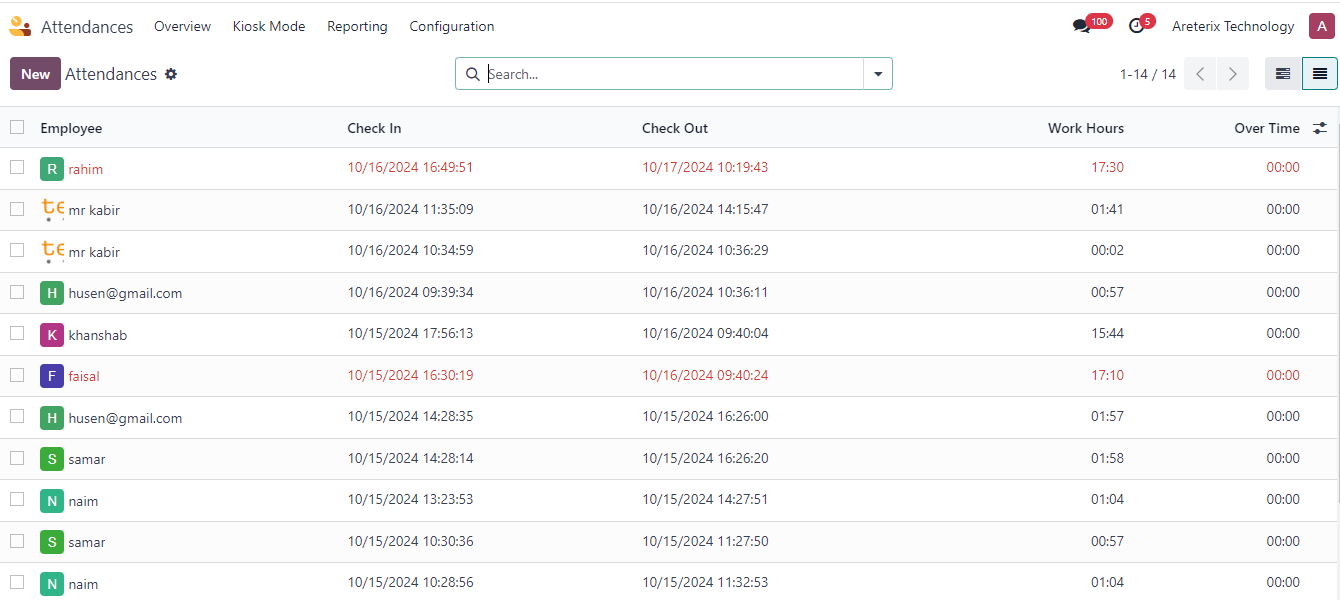 Attendances Overview Kiosk Mode Reporting Configuration 100 5 Areterix Technology A
New Attendances Search... 1-14 / 14
Employee Check In Check Out Work Hours Over Time
R rahim 10/16/2024 16:49:51 10/17/2024 10:19:43 17:30 00:00
te mr kabir 10/16/2024 11:35:09 10/16/2024 14:15:47 01:41 00:00
te mr kabir 10/16/2024 10:34:59 10/16/2024 10:36:29 00:02 00:00
H husen@gmail.com 10/16/2024 09:39:34 10/16/2024 10:36:11 00:57 00:00
K khanshab 10/15/2024 17:56:13 10/16/2024 09:40:04 15:44 00:00
F faisal 10/15/2024 16:30:19 10/16/2024 09:40:24 17:10 00:00
H husen@gmail.com 10/15/2024 14:28:35 10/15/2024 16:26:00 01:57 00:00
S samar 10/15/2024 14:28:14 10/15/2024 16:26:20 01:58 00:00
N naim 10/15/2024 13:23:53 10/15/2024 14:27:51 01:04 00:00
S samar 10/15/2024 10:30:36 10/15/2024 11:27:50 00:57 00:00
N naim 10/15/2024 10:28:56 10/15/2024 11:32:53 01:04 00:00